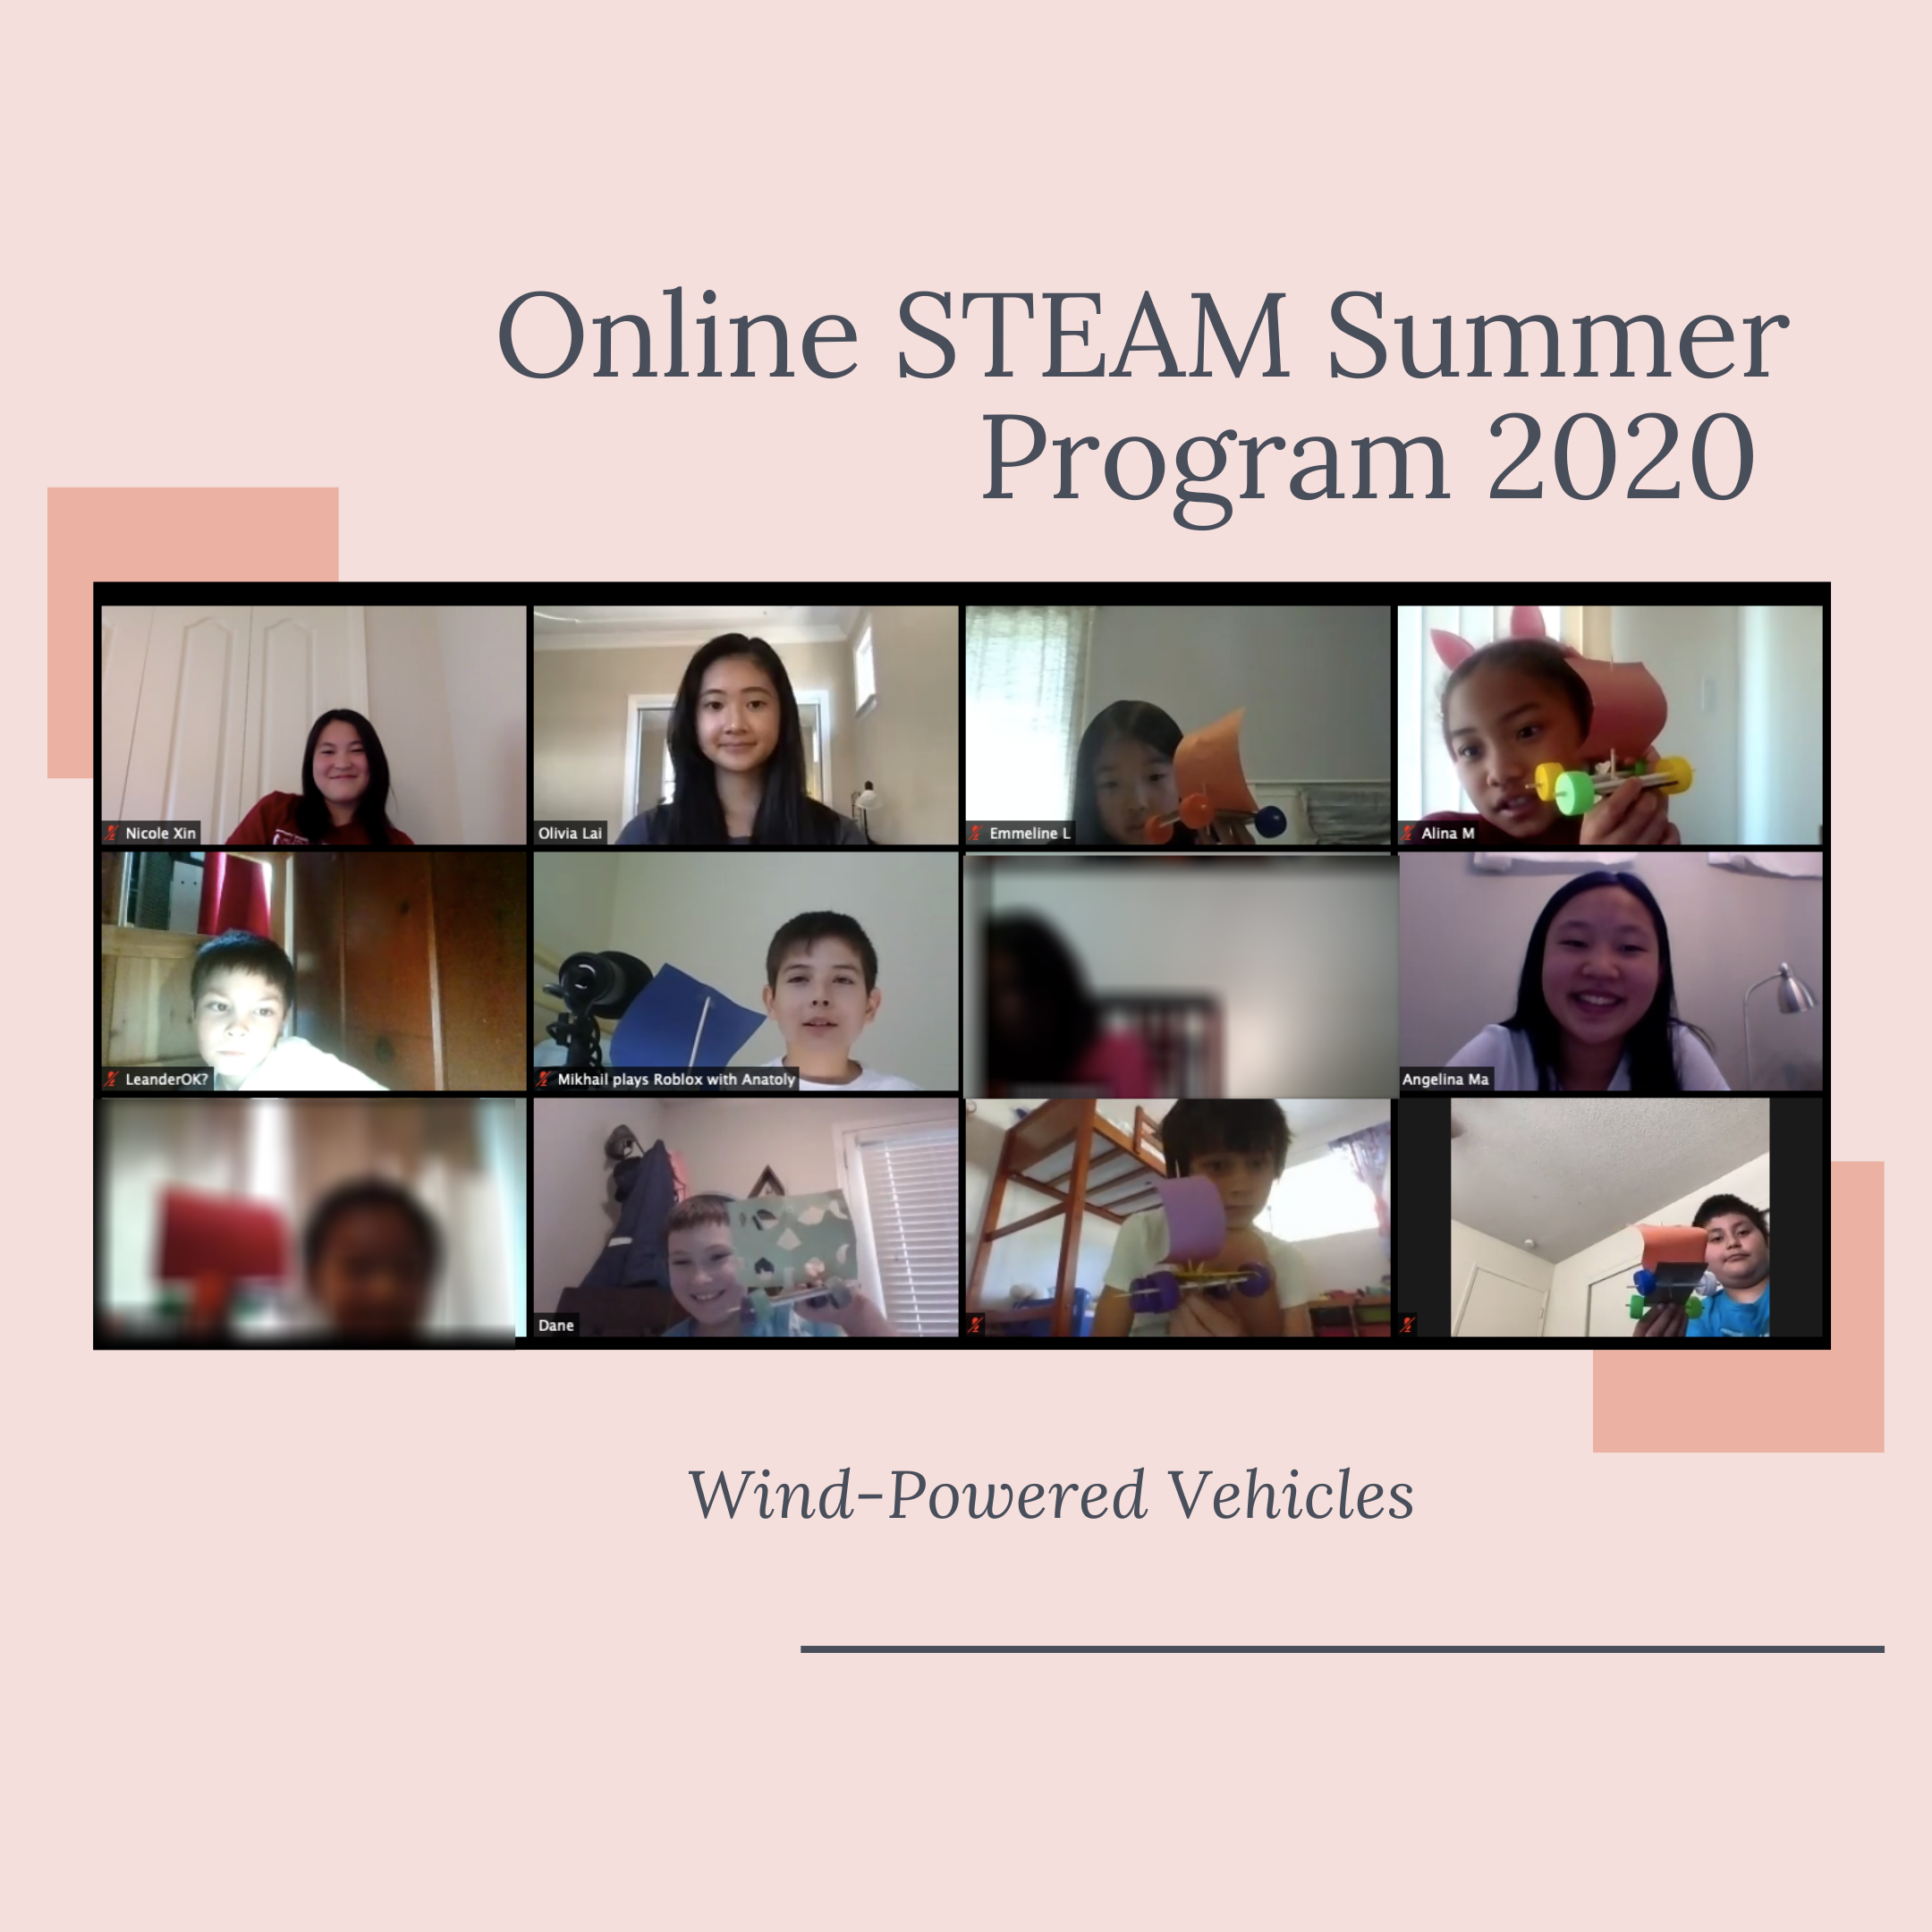 Online STEAM Summer
Program 2020
Nicole Xin
Olivia Lai
Emmeline L
Alina M
LeanderOK?
Mikhail plays Roblox with Anatoly
Angelina Ma
Dane
Wind-Powered Vehicles